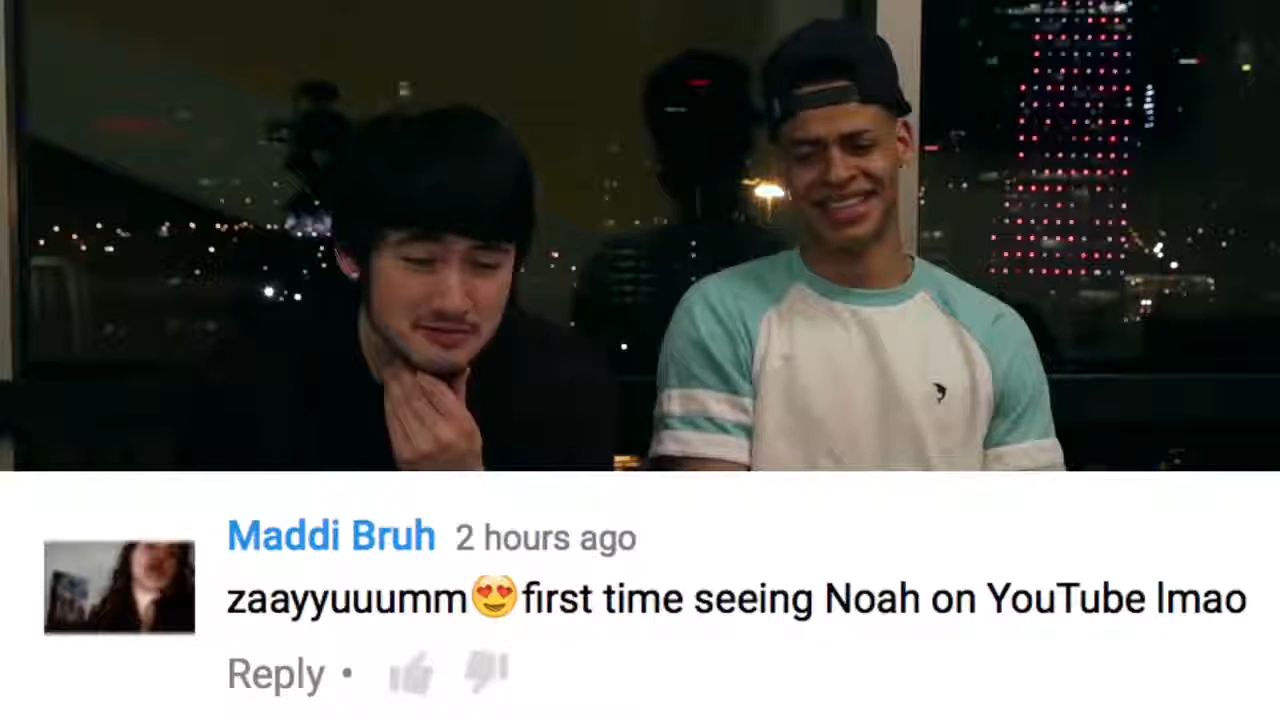 Maddi Bruh 2 hours ago
zaayyuuumm😍first time seeing Noah on YouTube lmao
Reply •